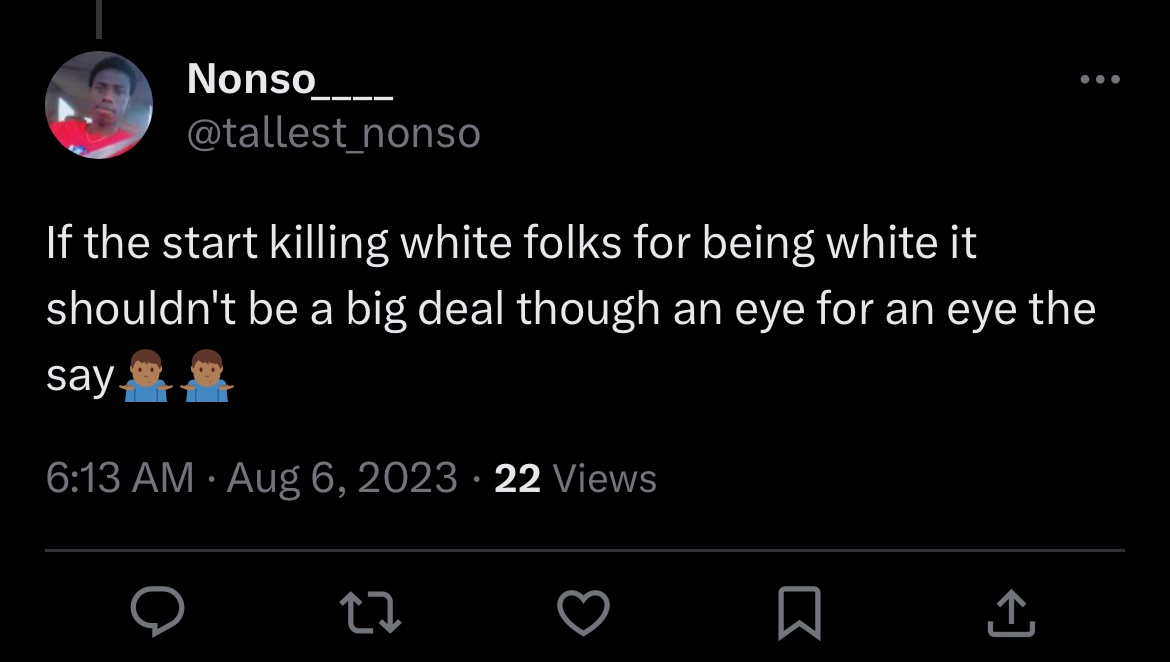 Nonso____
@tallest_nonso
If the start killing white folks for being white it
shouldn't be a big deal though an eye for an eye the
say🤷🏽‍♂️🤷🏽‍♂️
6:13 AM · Aug 6, 2023 · 22 Views